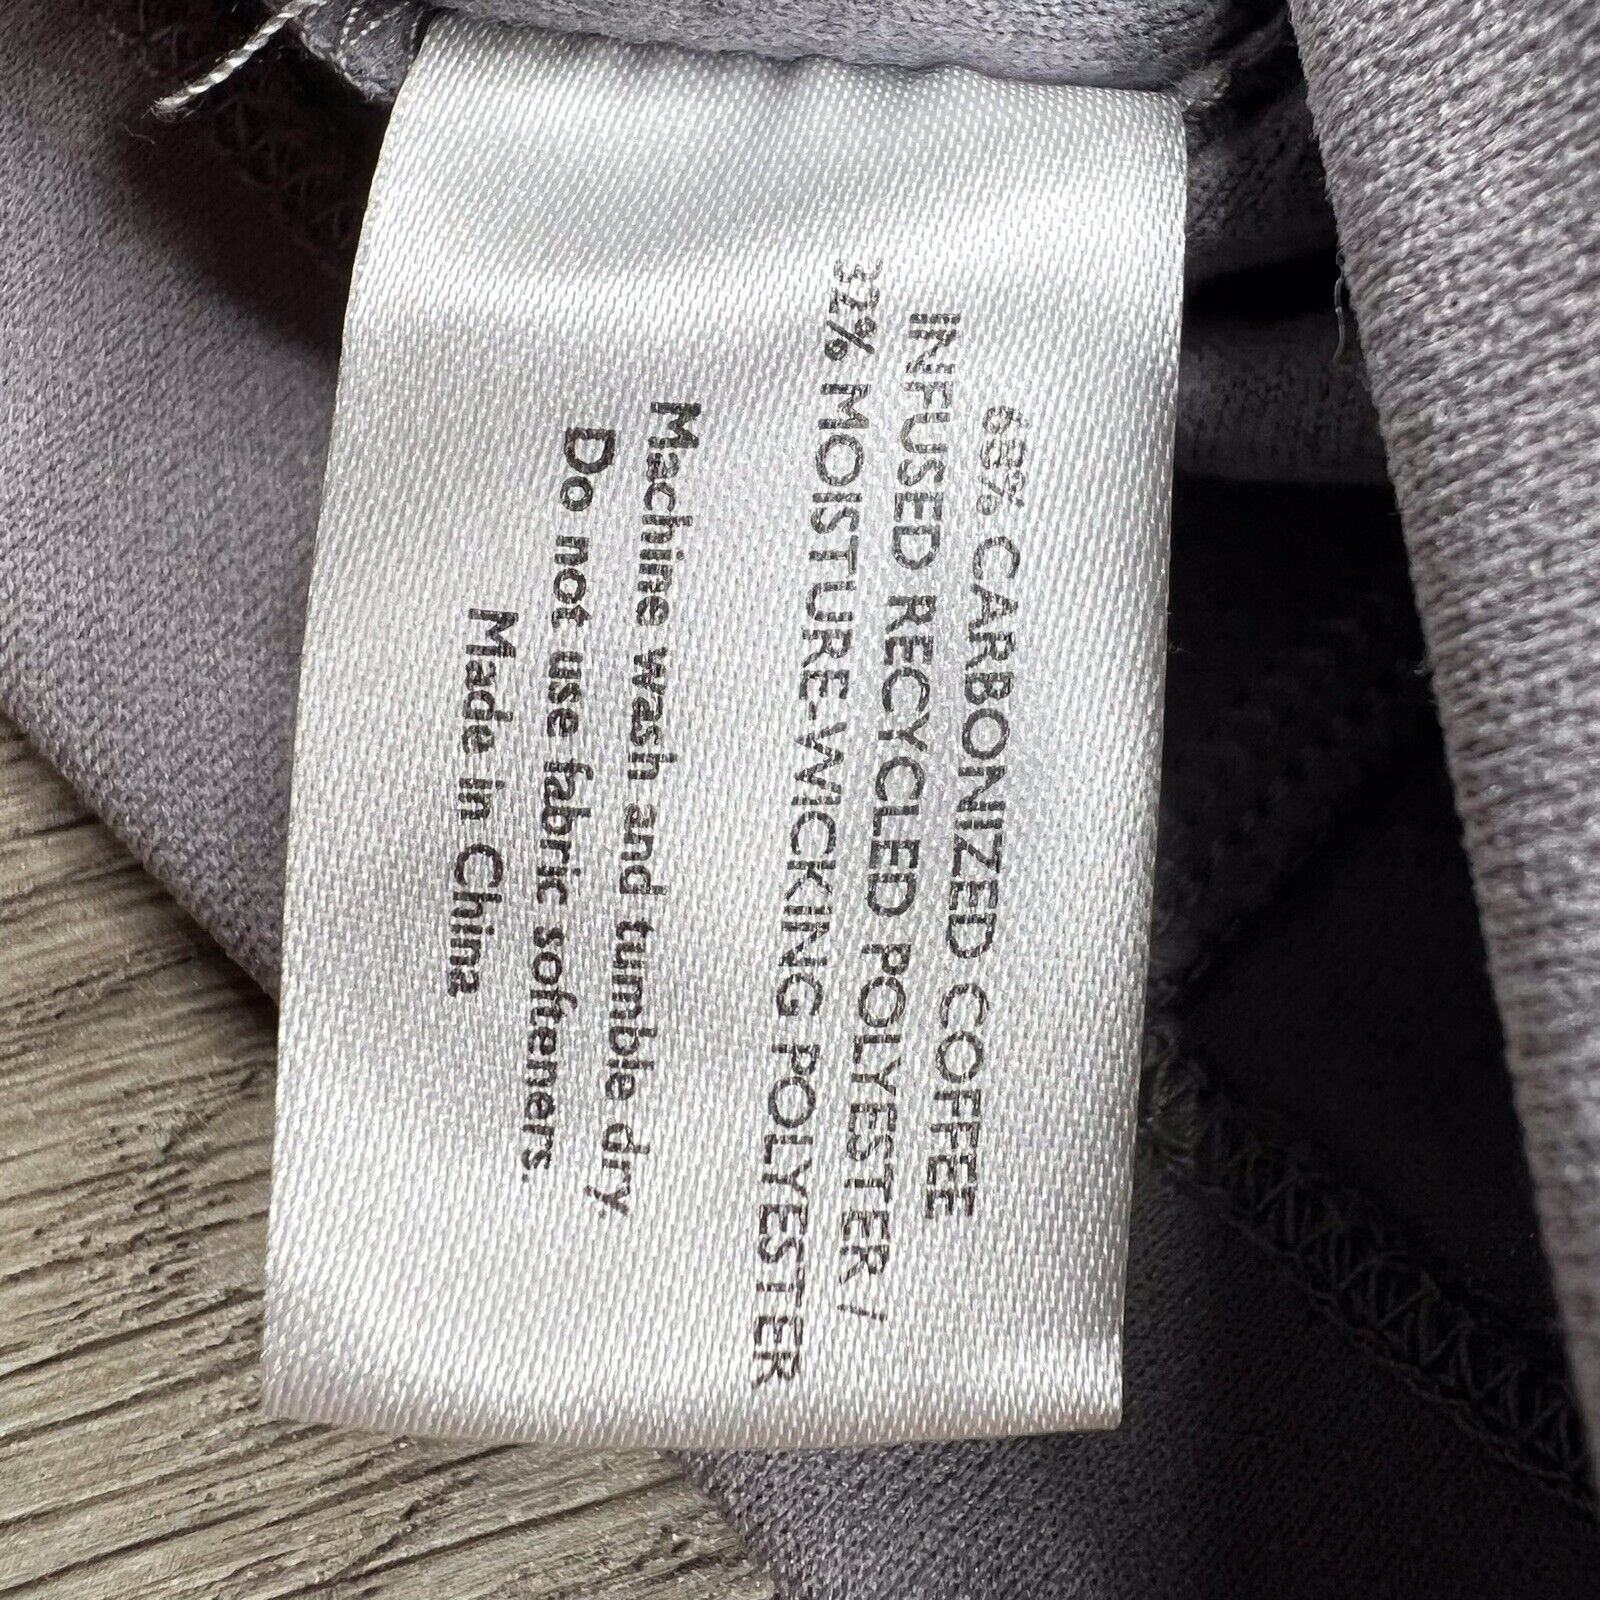 68% CARBONIZED COFFEE
INFUSED RECYCLED POLYESTER /
32% MOISTURE-WICKING POLYESTER
Machine wash and tumble dry.
Do not use fabric softeners.
Made in China